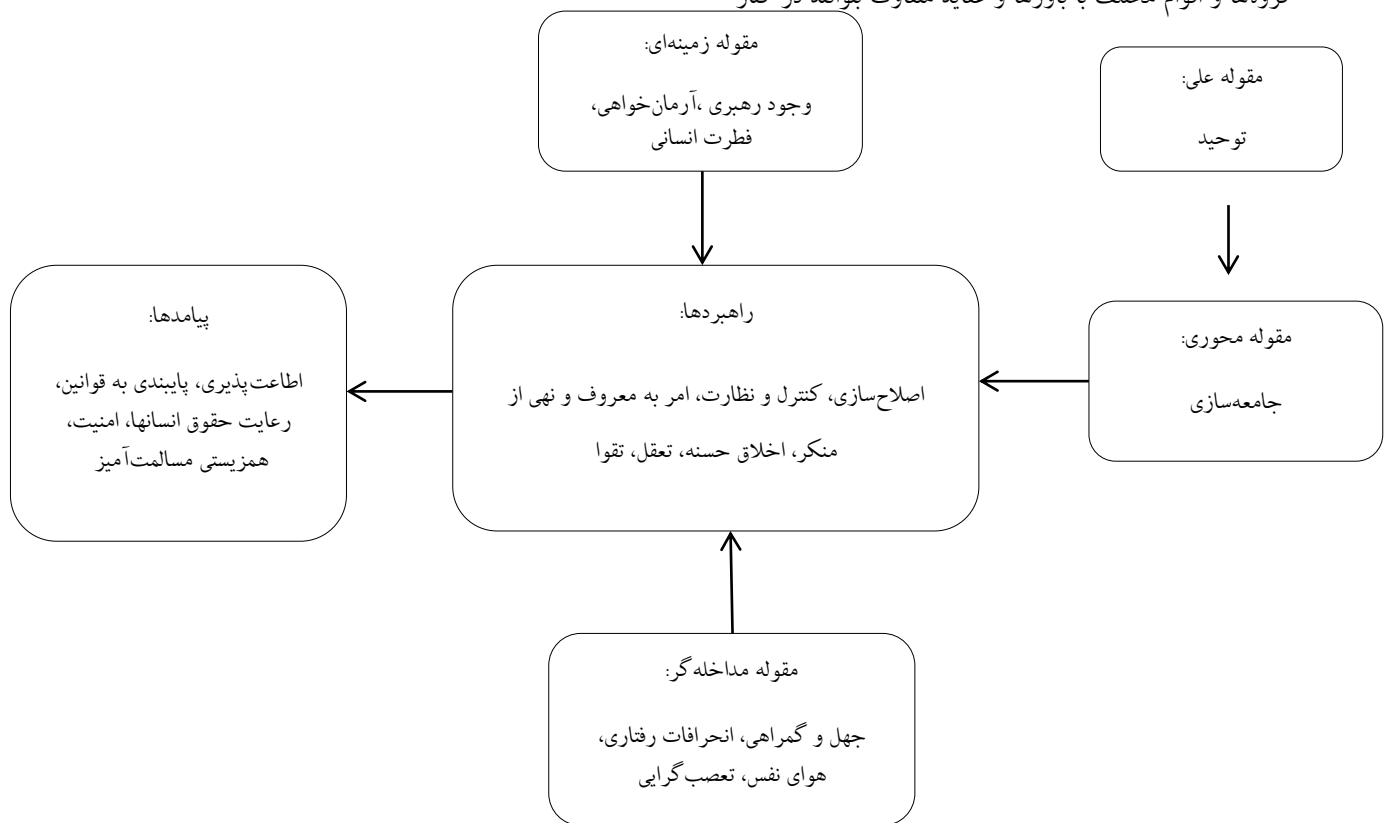 مقوله زمینه‌ای:
وجود رهبری ،آرمان‌خواهی،
فطرت انسانی
مقوله علی:
توحید
مقوله محوری:
جامعه‌سازی
راهبردها:
اصلاح‌سازی، کنترل و نظارت، امر به معروف و نهی از
منکر، اخلاق حسنه، تعقل، تقوا
پیامدها:
اطاعت‌پذیری، پایبندی به قوانین،
رعایت حقوق انسانها، امنیت،
همزیستی مسالمت‌آمیز
مقوله مداخله‌گر:
جهل و گمراهی، انحرافات رفتاری،
هوای نفس، تعصب‌گرایی